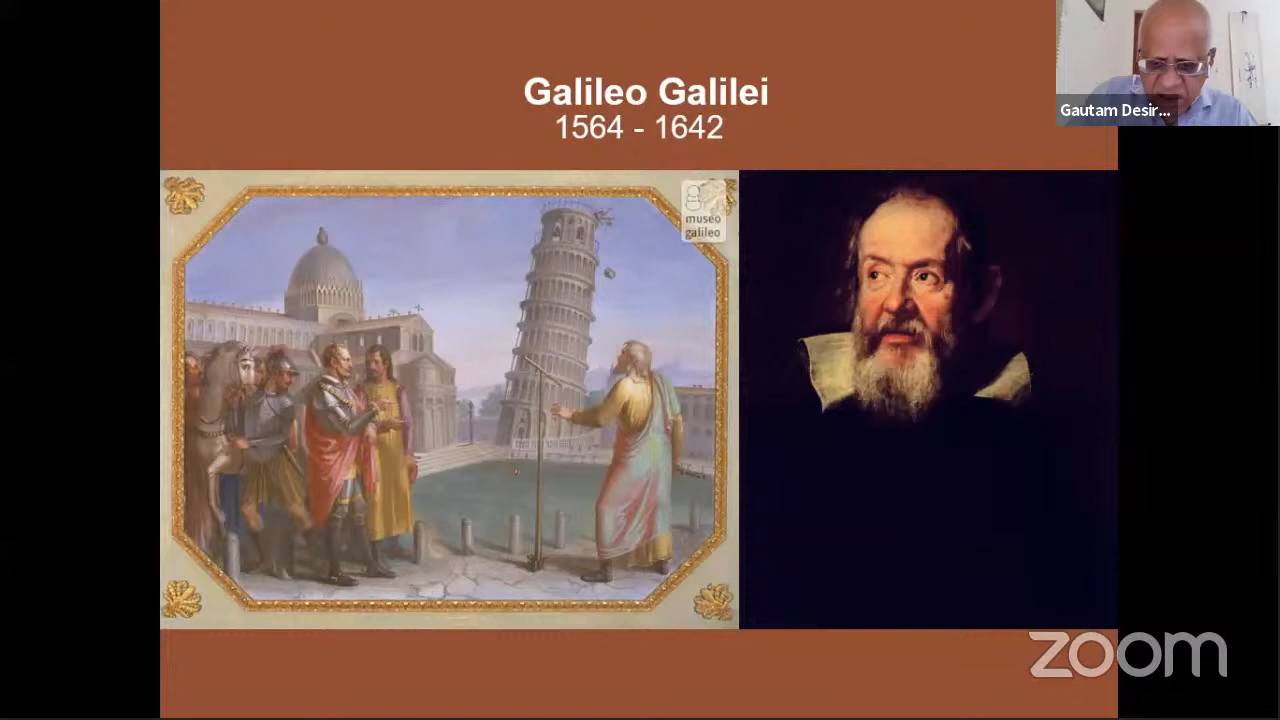 Galileo Galilei
1564 - 1642
Gautam Desir...
museo
galileo
zoom